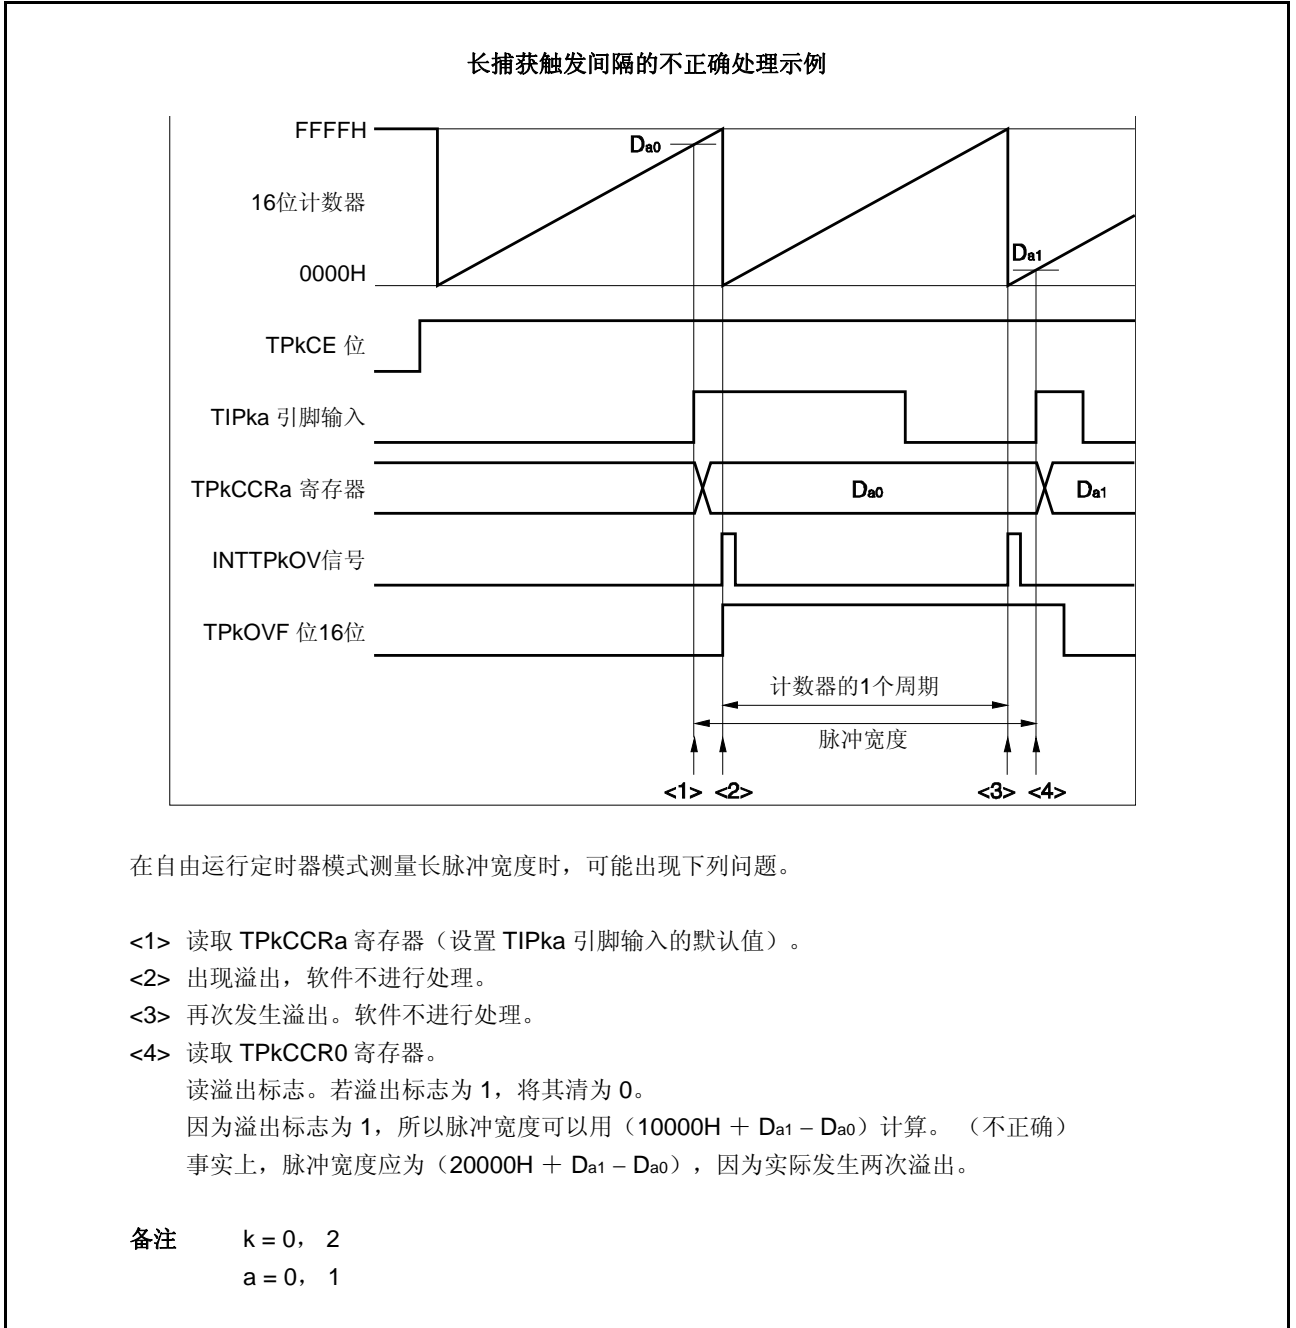 长捕获触发间隔的不正确处理示例
FFFFH
Da0
16位计数器
Da1
0000H
TPkCE 位
TIPka 引脚输入
TPkCCRa 寄存器
Da0
Da1
INTTPkOV信号
TPkOVF 位16位
计数器的1个周期
脉冲宽度
<1> <2> <3> <4>
在自由运行定时器模式测量长脉冲宽度时，可能出现下列问题。
<1> 读取 TPkCCRa 寄存器（设置 TIPka 引脚输入的默认值）。
<2> 出现溢出，软件不进行处理。
<3> 再次发生溢出。软件不进行处理。
<4> 读取 TPkCCR0 寄存器。
读溢出标志。若溢出标志为 1，将其清为 0。
因为溢出标志为 1，所以脉冲宽度可以用（10000H ＋ Da1 – Da0）计算。 （不正确）
事实上，脉冲宽度应为（20000H ＋ Da1 – Da0），因为实际发生两次溢出。
备注 k = 0， 2
a = 0， 1